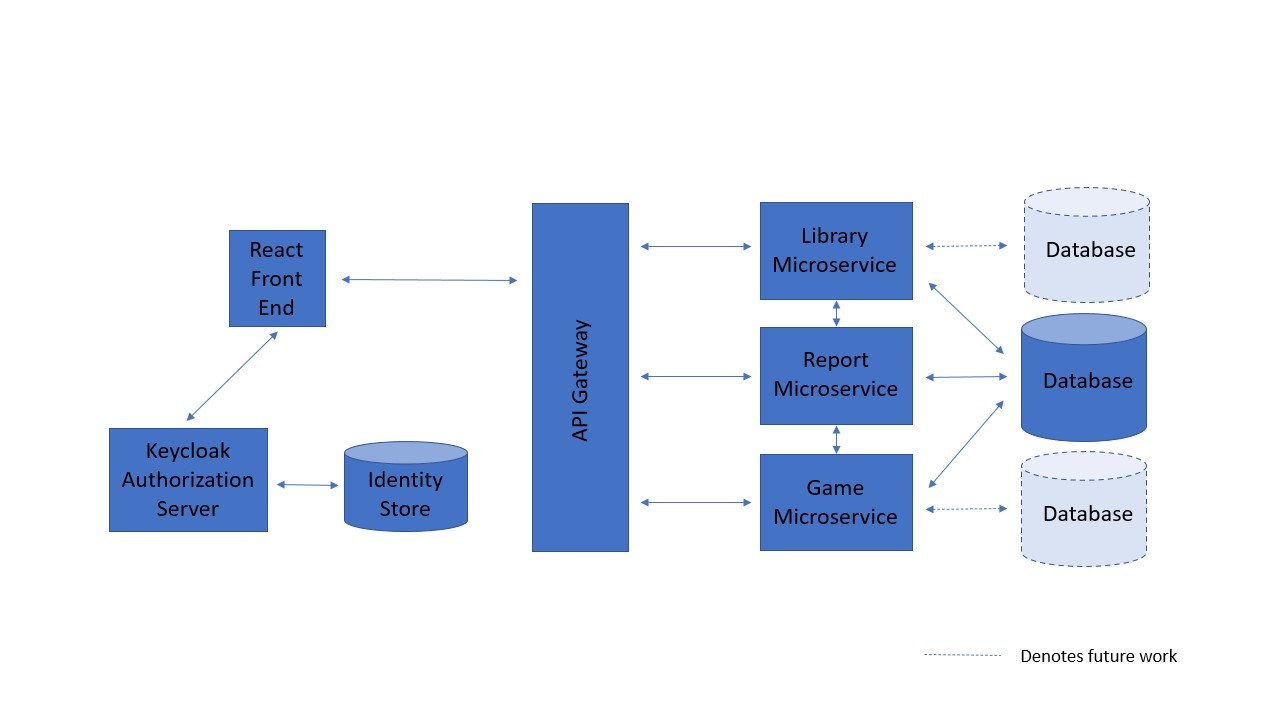 React
Front
End
Keycloak
Authorization
Server
Identity
Store
API Gateway
Library
Microservice
Report
Microservice
Game
Microservice
Database
Database
Database
Denotes future work